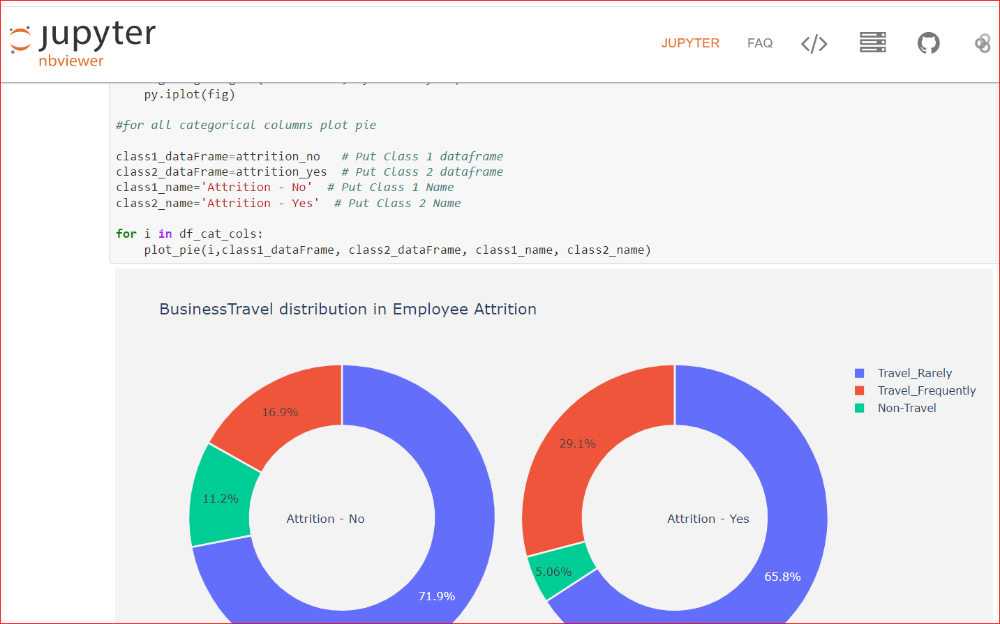 jupyter
nbviewer
JUPYTER FAQ
py.iplot(fig)
#for all categorical columns plot pie
class1_dataFrame=attrition_no   # Put Class 1 dataframe
class2_dataFrame=attrition_yes  # Put Class 2 dataframe
class1_name='Attrition - No'  # Put Class 1 Name
class2_name='Attrition - Yes'  # Put Class 2 Name
for i in df_cat_cols:
plot_pie(i,class1_dataFrame, class2_dataFrame, class1_name, class2_name)
BusinessTravel distribution in Employee Attrition
Travel_Rarely
Travel_Frequently
Non-Travel
16.9%
11.2%
Attrition - No
71.9%
29.1%
5.06%
Attrition - Yes
65.8%